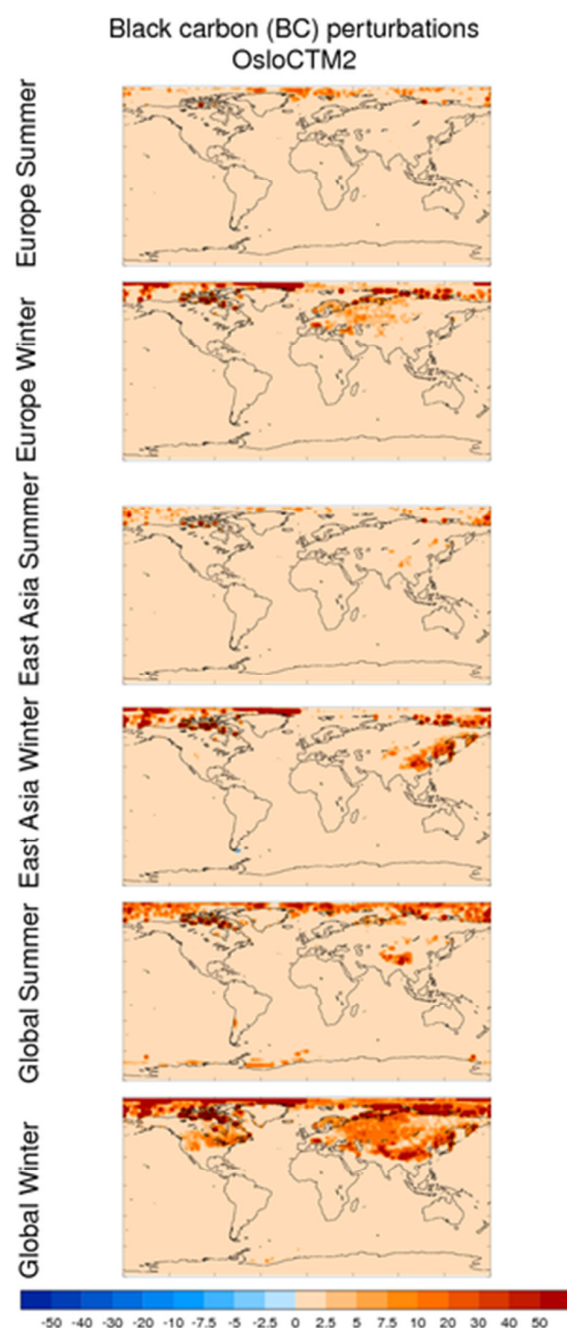 Black carbon (BC) perturbations
OsloCTM2
Europe Summer
Europe Winter
East Asia Summer
East Asia Winter
Global Summer
Global Winter
-50 -40 -30 -20 -10 -7.5 -5 -2.5 0 2.5 5 7.5 10 20 30 40 50